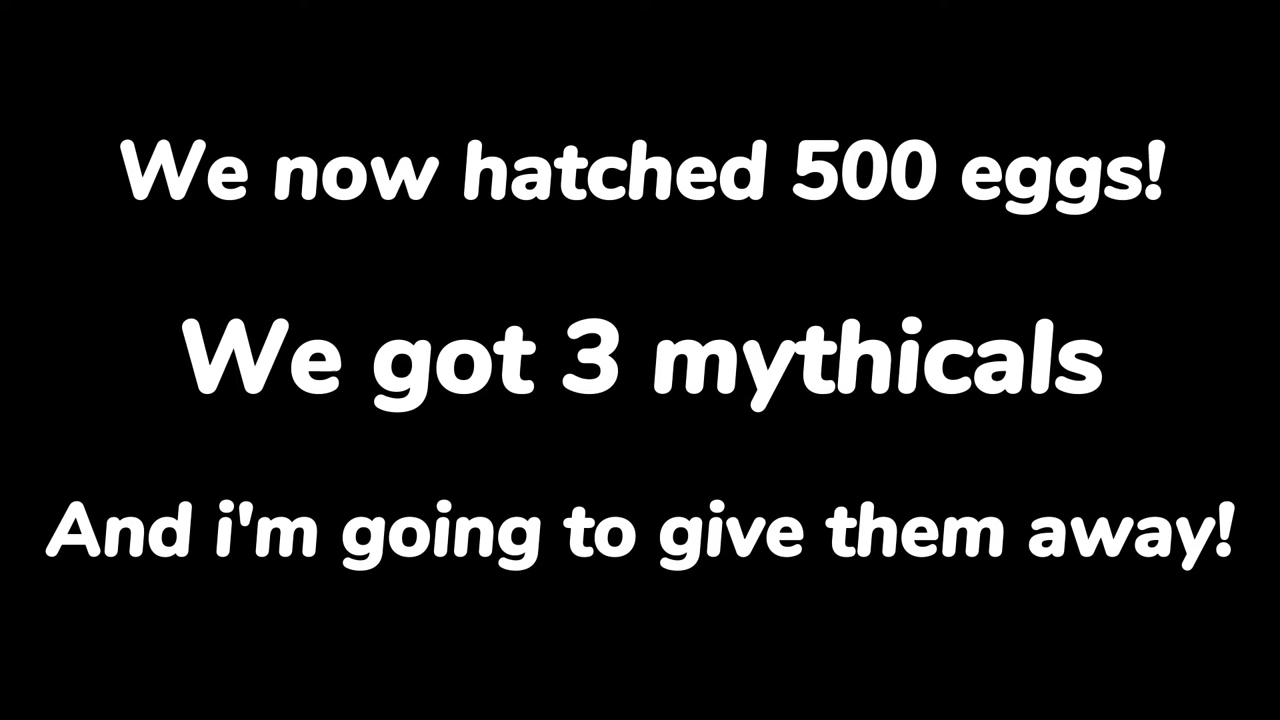 We now hatched 500 eggs!
We got 3 mythicals
And i'm going to give them away!